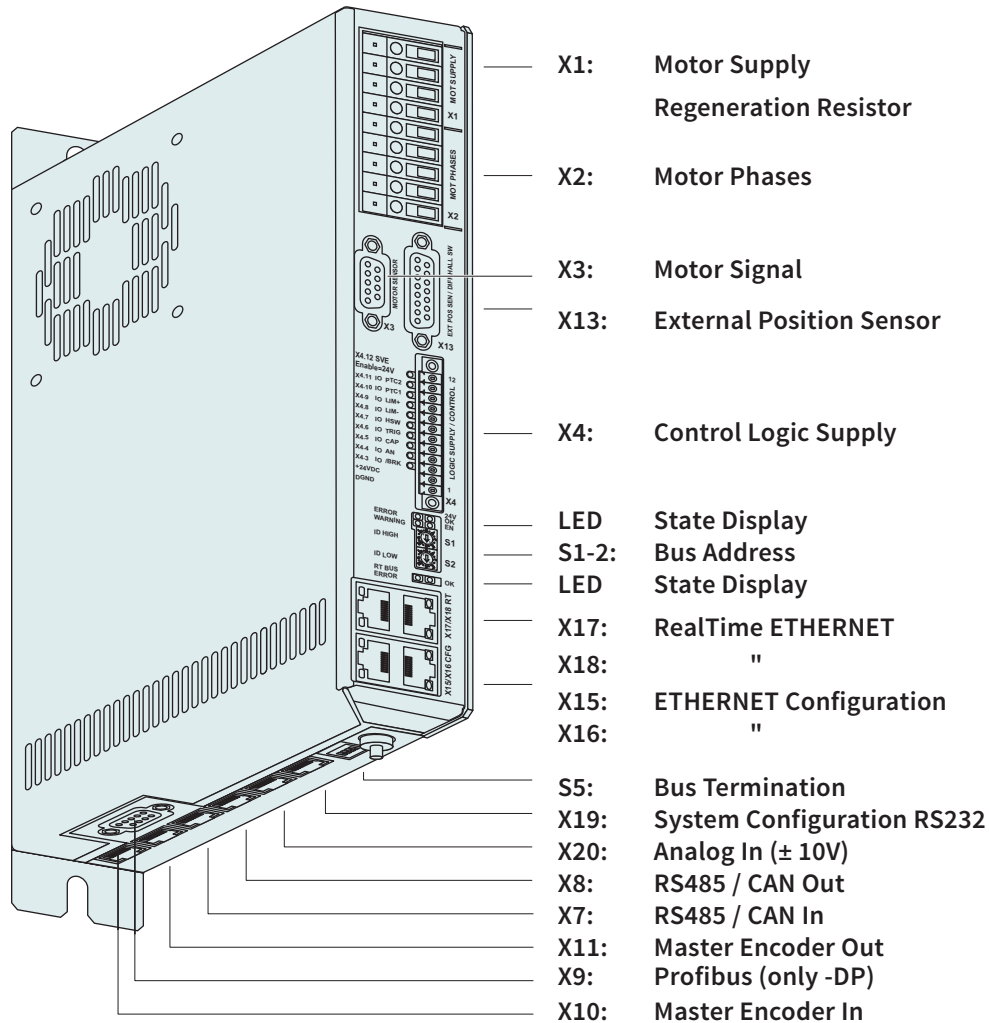 MOT SUPPLY
X1
MOT PHASES
X2
MOTOR SENSOR
X3
EXT POS SEN / DIFF HALL SW
X13
X4.12 SVE
Enable=24V
X4.11 IO PTC2
X4-10 IO PTC1
X4-9 IO LIM+
X4.8 IO LIM-
X4.7 IO HSW
X4.6 IO TRIG
X4.5 IO CAP
X4-4 IO AN
X4-3 IO /BRK
+24VDC
DGND
12
LOGIC SUPPLY / CONTROL
1
X4
ERROR
WARNING
24V
OK
EN
ID HIGH
S1
ID LOW
S2
RT BUS
ERROR
OK
X17/X18 RT
X15/X16 CFG
X1: Motor Supply
Regeneration Resistor
X2: Motor Phases
X3: Motor Signal
X13: External Position Sensor
X4: Control Logic Supply
LED State Display
S1-2: Bus Address
LED State Display
X17: RealTime ETHERNET
X18: "
X15: ETHERNET Configuration
X16: "
S5: Bus Termination
X19: System Configuration RS232
X20: Analog In (± 10V)
X8: RS485 / CAN Out
X7: RS485 / CAN In
X11: Master Encoder Out
X9: Profibus (only -DP)
X10: Master Encoder In